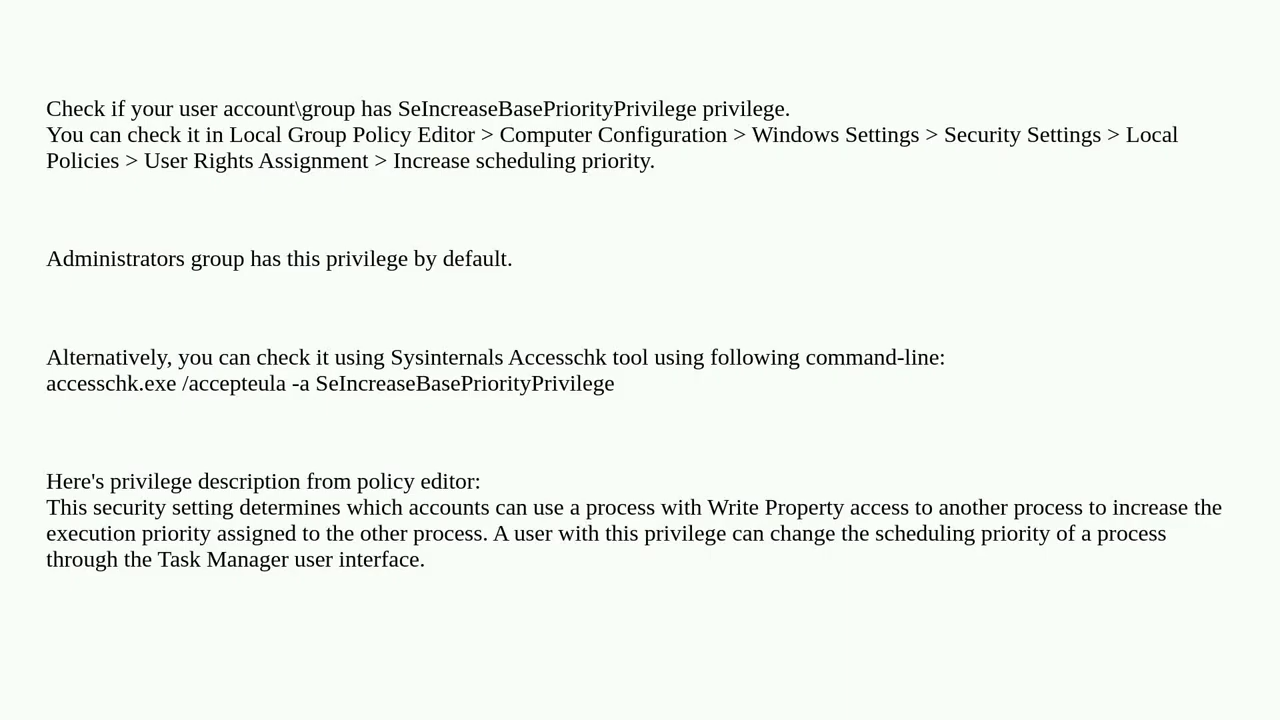 Check if your user account\group has SeIncreaseBasePriorityPrivilege privilege.
You can check it in Local Group Policy Editor > Computer Configuration > Windows Settings > Security Settings > Local
Policies > User Rights Assignment > Increase scheduling priority.
Administrators group has this privilege by default.
Alternatively, you can check it using Sysinternals Accesschk tool using following command-line:
accesschk.exe /accepteula -a SeIncreaseBasePriorityPrivilege
Here's privilege description from policy editor:
This security setting determines which accounts can use a process with Write Property access to another process to increase the
execution priority assigned to the other process. A user with this privilege can change the scheduling priority of a process
through the Task Manager user interface.